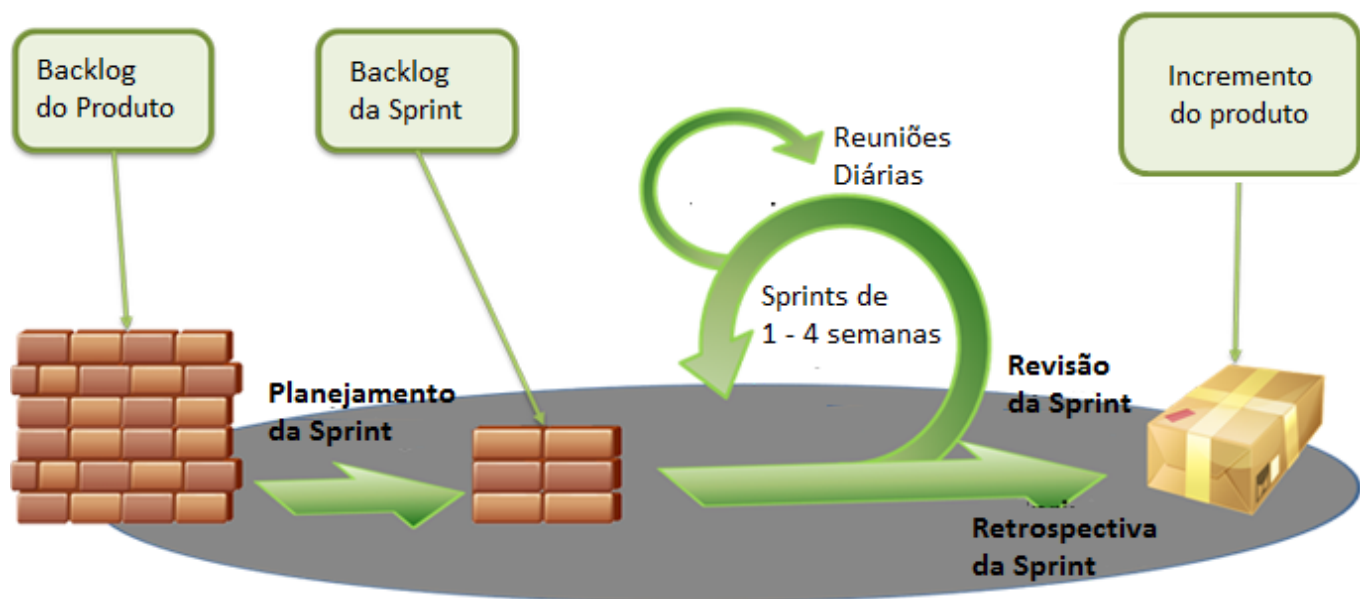 Backlog
do Produto
Backlog
da Sprint
Incremento
do produto
Reuniões
Diárias
Sprints de
1 - 4 semanas
Planejamento
da Sprint
Revisão
da Sprint
Retrospectiva
da Sprint